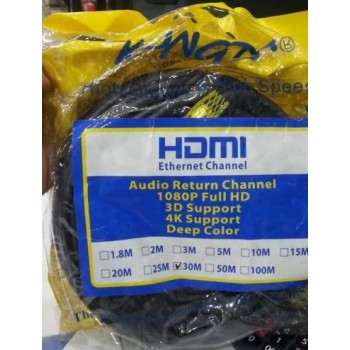 HDMI
Ethernet Channel
Audio Return Channel
1080P Full HD
3D Support
4K Support
Deep Color
1.8M 2M 3M 5M 10M 15M
20M 25M ✓30M 50M 100M